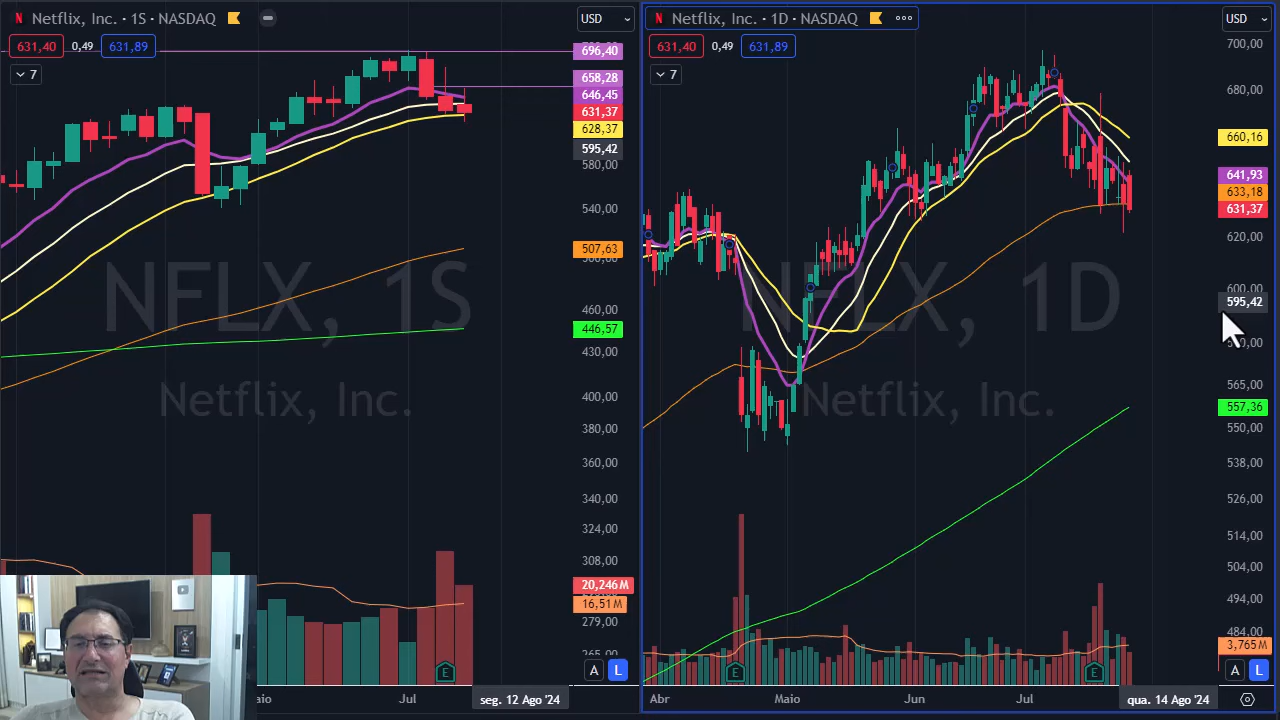 Netflix, Inc. · 1S · NASDAQ
631,40 0,49 631,89
7
USD
696,40
658,28
646,45
631,37
628,37
595,42
580,00
540,00
507,63
460,00
446,57
430,00
400,00
380,00
360,00
340,00
324,00
308,00
20,246M
16,51M
279,00
265,00
NFLX, 1S
Netflix, Inc.
E
A L
aio Jul seg. 12 Ago '24
Netflix, Inc. · 1D · NASDAQ
631,40 0,49 631,89
7
USD
700,00
680,00
660,16
641,93
633,18
631,37
620,00
600,00
595,42
565,00
557,36
550,00
538,00
526,00
514,00
504,00
494,00
484,00
3,765M
NFLX, 1D
Netflix, Inc.
E E
A L
Abr Maio Jun Jul qua. 14 Ago '24